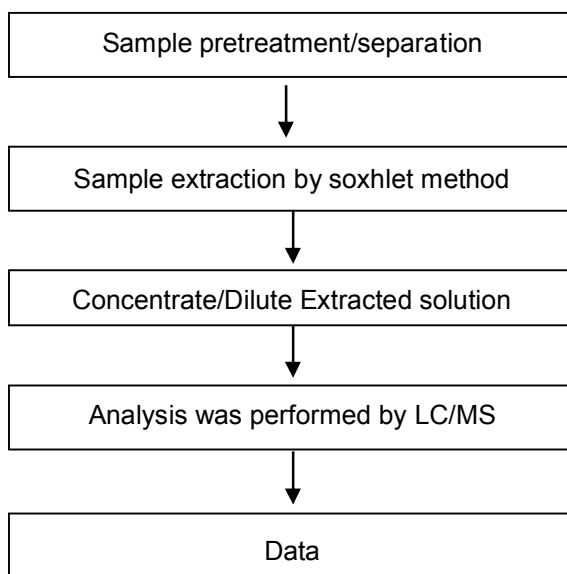 Sample pretreatment/separation
Sample extraction by soxhlet method
Concentrate/Dilute Extracted solution
Analysis was performed by LC/MS
Data